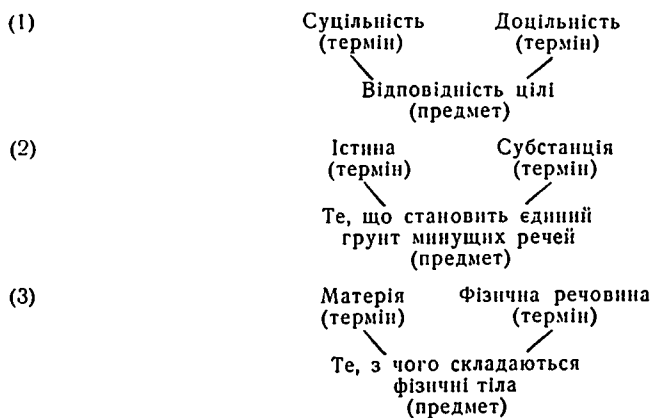 (1) Суцільність Доцільність
(термін) (термін)
Відповідність цілі
(предмет)
(2) Істина Субстанція
(термін) (термін)
Те, що становить єдиний
грунт минущих речей
(предмет)
(3) Матерія Фізична речовина
(термін) (термін)
Те, з чого складаються
фізичні тіла
(предмет)